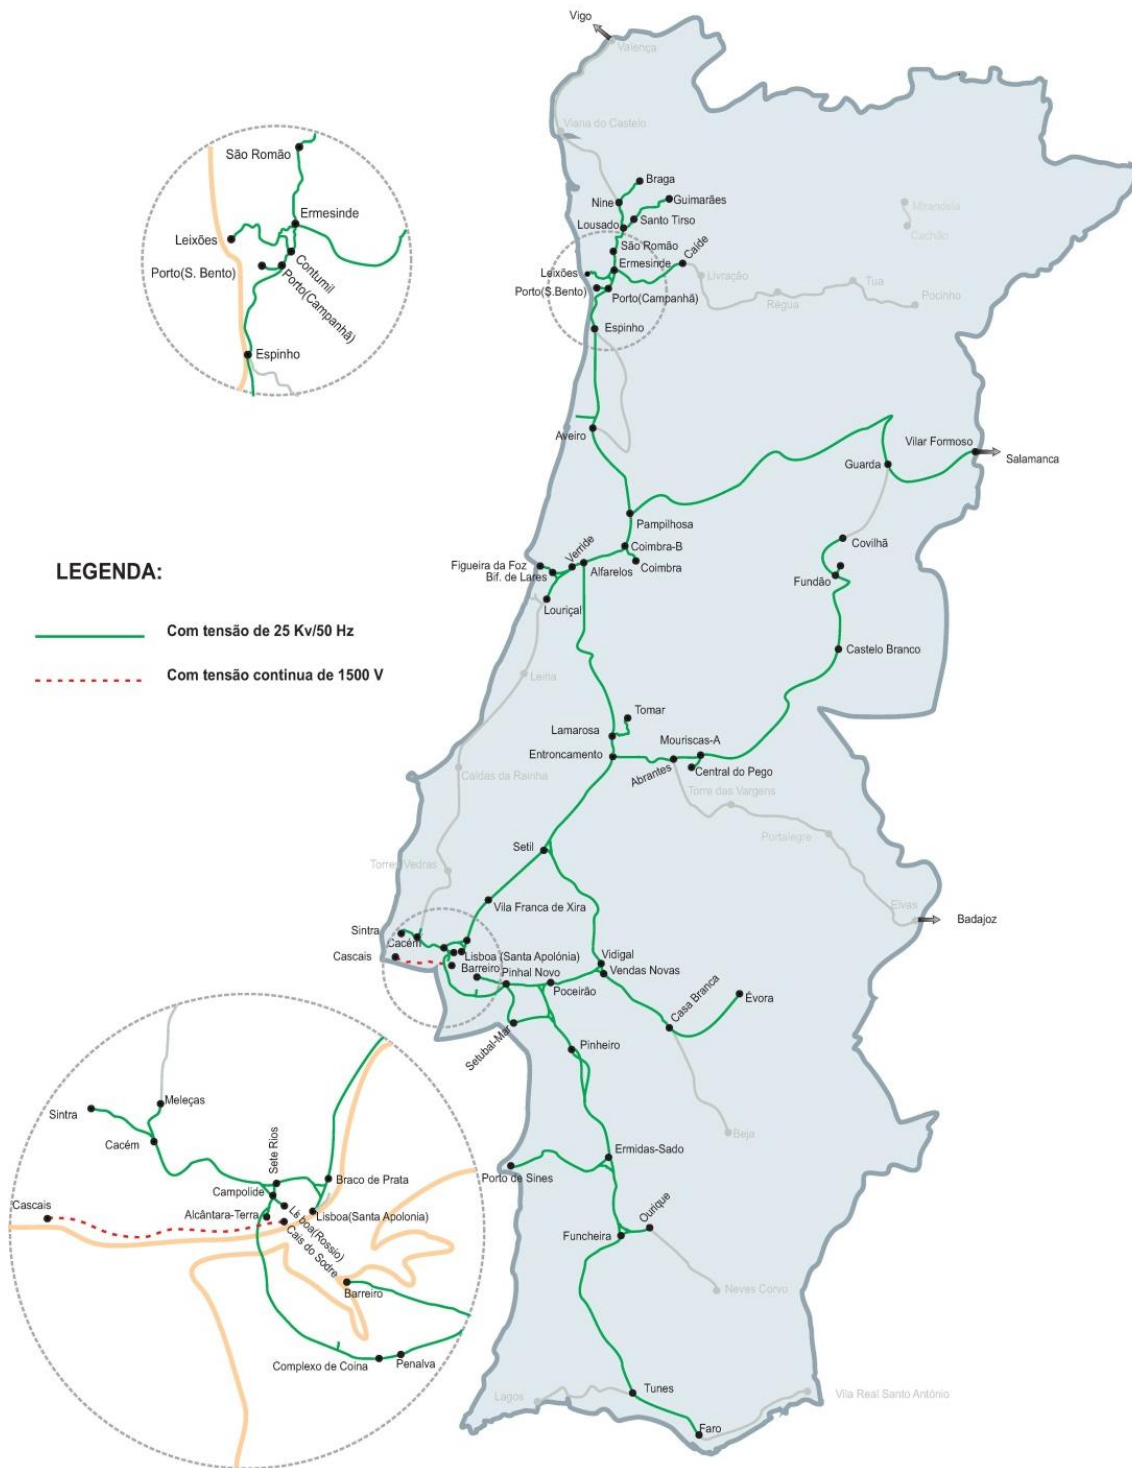 Vigo
Valença
Viana do Castelo
Braga
Nine
Guimarães
Santo Tirso
Lousado
São Romão
Caíde
Ermesinde
Leixões
Livração
Porto(S.Bento)
Porto(Campanhã)
Régua
Tua
Pocinho
Mirandela
Cachão
Espinho
São Romão
Ermesinde
Leixões
Contumil
Porto(S. Bento)
Porto(Campanhã)
Espinho
Aveiro
Vilar Formoso
Salamanca
Guarda
Pampilhosa
Coimbra-B
Covilhã
Verride
Figueira da Foz
Alfarelos
Coimbra
Bif. de Lares
Fundão
Louriçal
LEGENDA:
Com tensão de 25 Kv/50 Hz
Com tensão continua de 1500 V
Castelo Branco
Leiria
Tomar
Lamarosa
Mouriscas-A
Entroncamento
Abrantes
Central do Pego
Caldas da Rainha
Torre das Vargens
Portalegre
Setil
Torres Vedras
Elvas
Badajoz
Vila Franca de Xira
Sintra
Cacém
Cascais
Lisboa (Santa Apolónia)
Barreiro
Vidigal
Pinhal Novo
Vendas Novas
Poceirão
Casa Branca
Évora
Setubal-Mar
Pinheiro
Beja
Ermidas-Sado
Porto de Sines
Ourique
Funcheira
Neves Corvo
Tunes
Lagos
Vila Real Santo António
Faro
Meleças
Sintra
Cacém
Sete Rios
Braco de Prata
Campolide
Cascais
Alcântara-Terra
Lisboa(Rossio)
Lisboa(Santa Apolonia)
Cais do Sodre
Barreiro
Complexo de Coina
Penalva